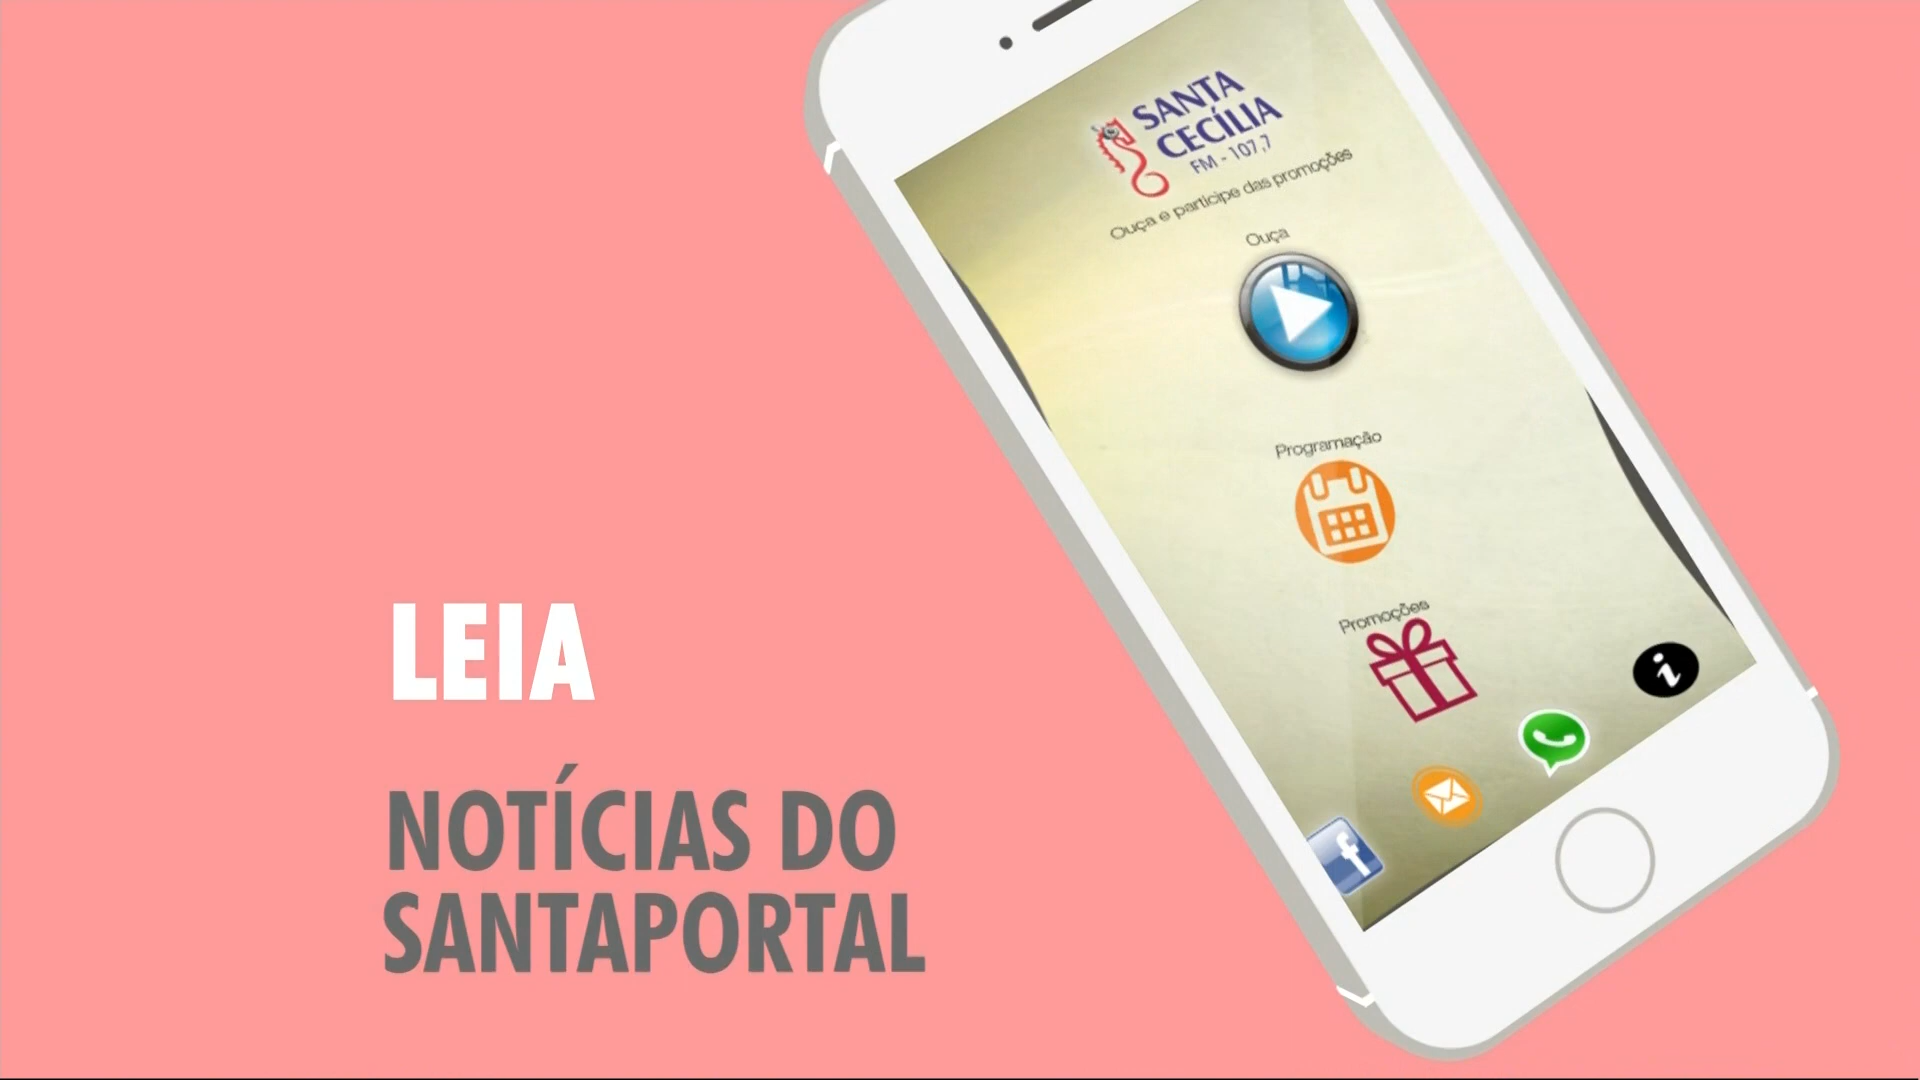 SANTA
CECÍLIA
FM - 107,7
Ouça e participe das promoções
Ouça
Programação
Promoções
LEIA
NOTÍCIAS DO
SANTAPORTAL